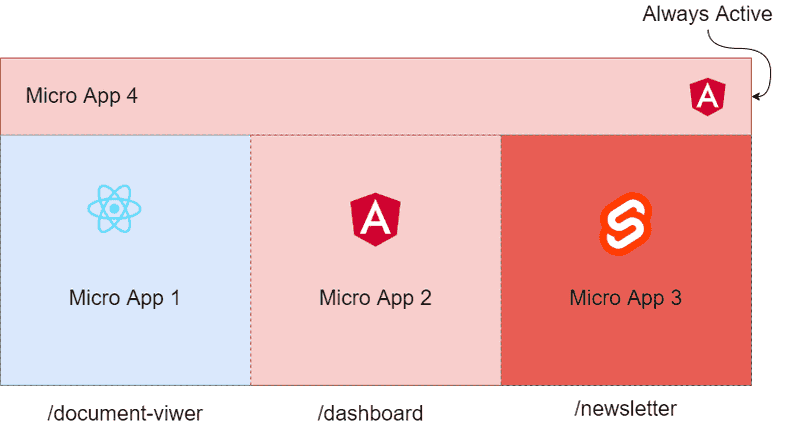 Always Active
Micro App 4
Micro App 1
Micro App 2
Micro App 3
/document-viwer
/dashboard
/newsletter